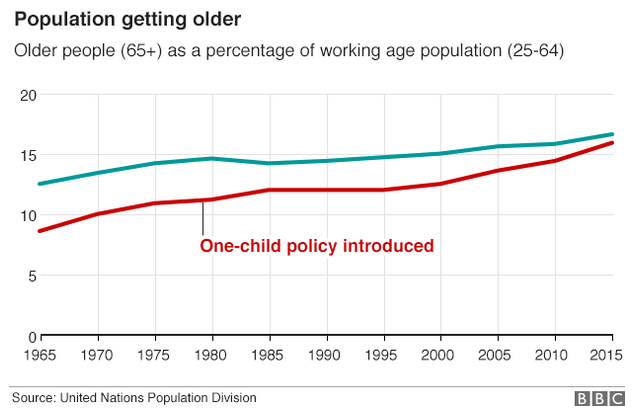 Population getting older
Older people (65+) as a percentage of working age population (25-64)
20
15
10
5
0
One-child policy introduced
1965 1970 1975 1980 1985 1990 1995 2000 2005 2010 2015
Source: United Nations Population Division
BBC